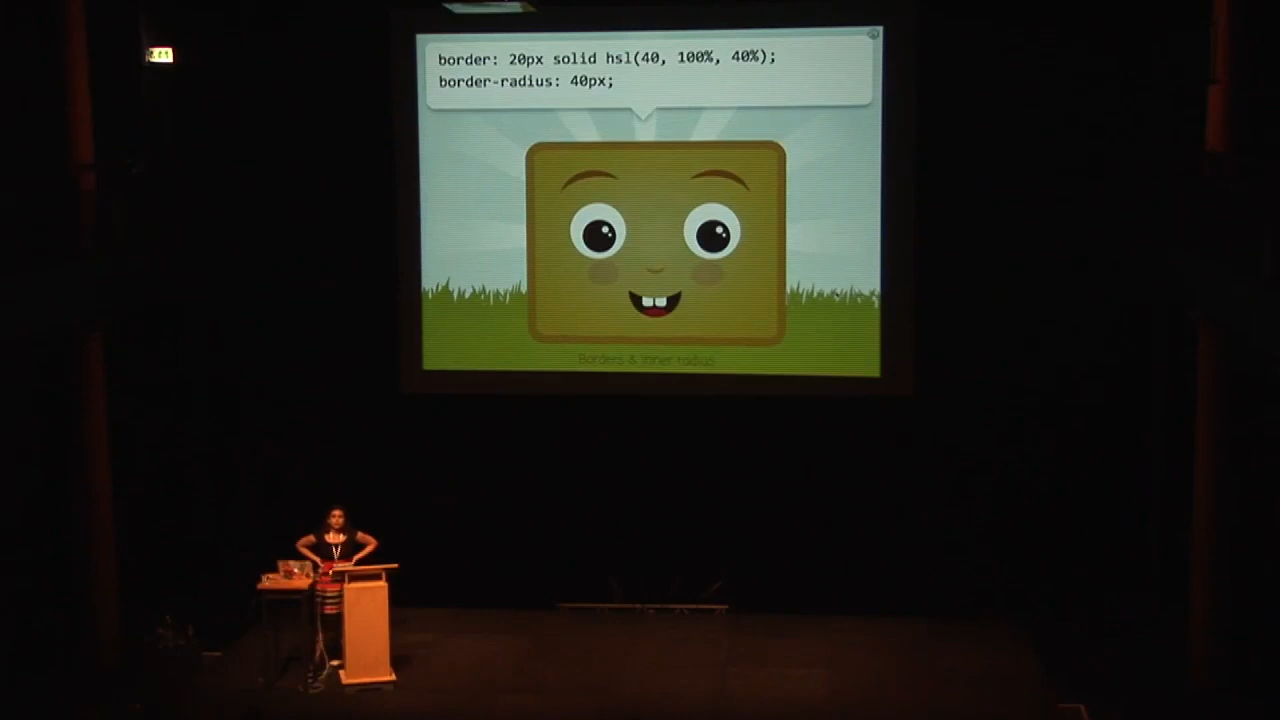 border: 20px solid hsl(40, 100%, 40%);
border-radius: 40px;
Borders & inner radius